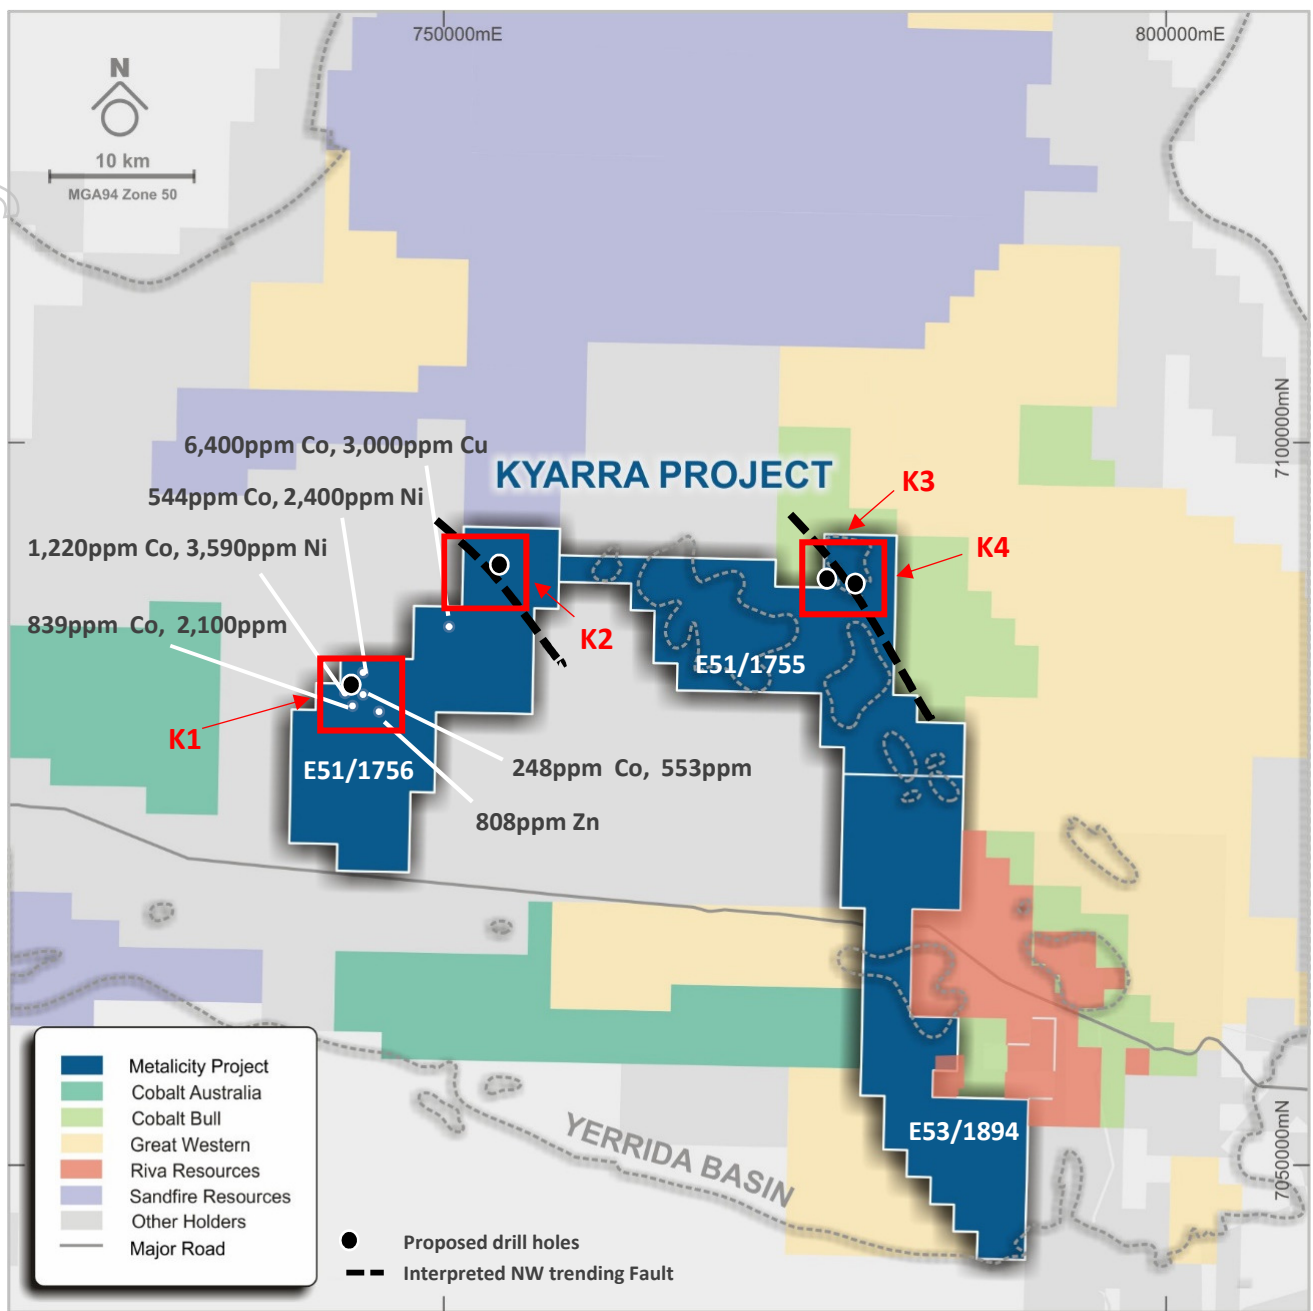 750000mE
800000mE
N
10 km
MGA94 Zone 50
7100000mN
6,400ppm Co, 3,000ppm Cu
KYARRA PROJECT
K3
544ppm Co, 2,400ppm Ni
1,220ppm Co, 3,590ppm Ni
K4
839ppm Co, 2,100ppm
K2
E51/1755
K1
E51/1756
248ppm Co, 553ppm
808ppm Zn
Metalicity Project
Cobalt Australia
Cobalt Bull
Great Western
Riva Resources
Sandfire Resources
Other Holders
Major Road
YERRIDA BASIN
E53/1894
7050000mN
Proposed drill holes
Interpreted NW trending Fault